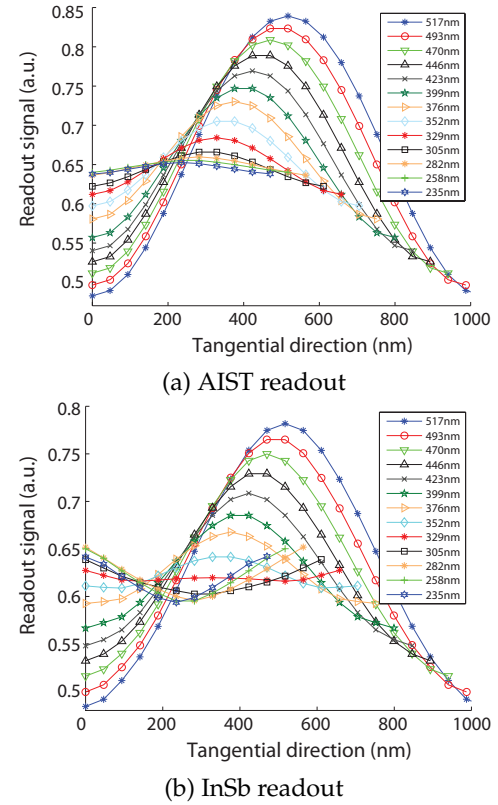 0.85
0.8
0.75
0.7
0.65
0.6
0.55
0.5
Readout signal (a.u.)
517nm
493nm
470nm
446nm
423nm
399nm
376nm
352nm
329nm
305nm
282nm
258nm
235nm
0 200 400 600 800 1000
Tangential direction (nm)
(a) AIST readout
0.8
0.75
0.7
0.65
0.6
0.55
0.5
Readout signal (a.u.)
517nm
493nm
470nm
446nm
423nm
399nm
376nm
352nm
329nm
305nm
282nm
258nm
235nm
0 200 400 600 800 1000
Tangential direction (nm)
(b) InSb readout